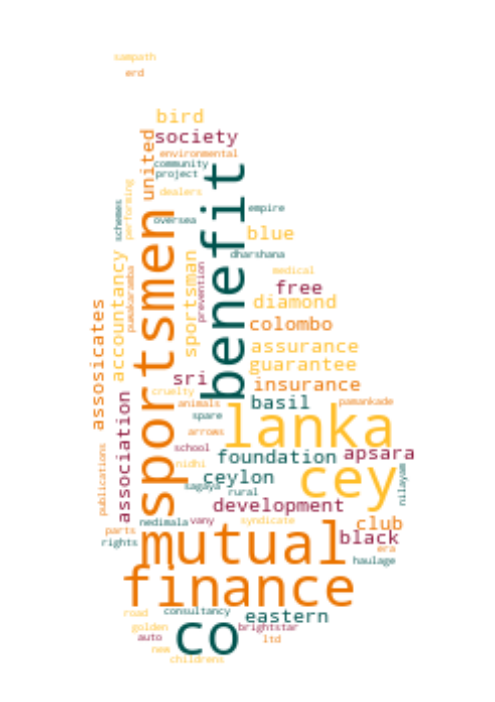 sampath
erd
bird
society
united
environmental
community
project
performing
schemes
dealers
benefit
empire
oversea
sportsmen
blue
dharshana
accountancy
sportsman
prevention
medical
free
diamond
assosicates
colombo
assurance
guarantee
sri
insurance
cruelty
basil
pamankade
animals
spare
lanka
association
arrows
school
foundation
apsara
publications
nidhi
ceylon
cey
nilayam
sagaya
rural
development
nedimala
vany
syndicate
club
parts
mutual
black
rights
era
haulage
finance
road
consultancy
eastern
golden
co
brightstar
auto
ltd
new
childrens